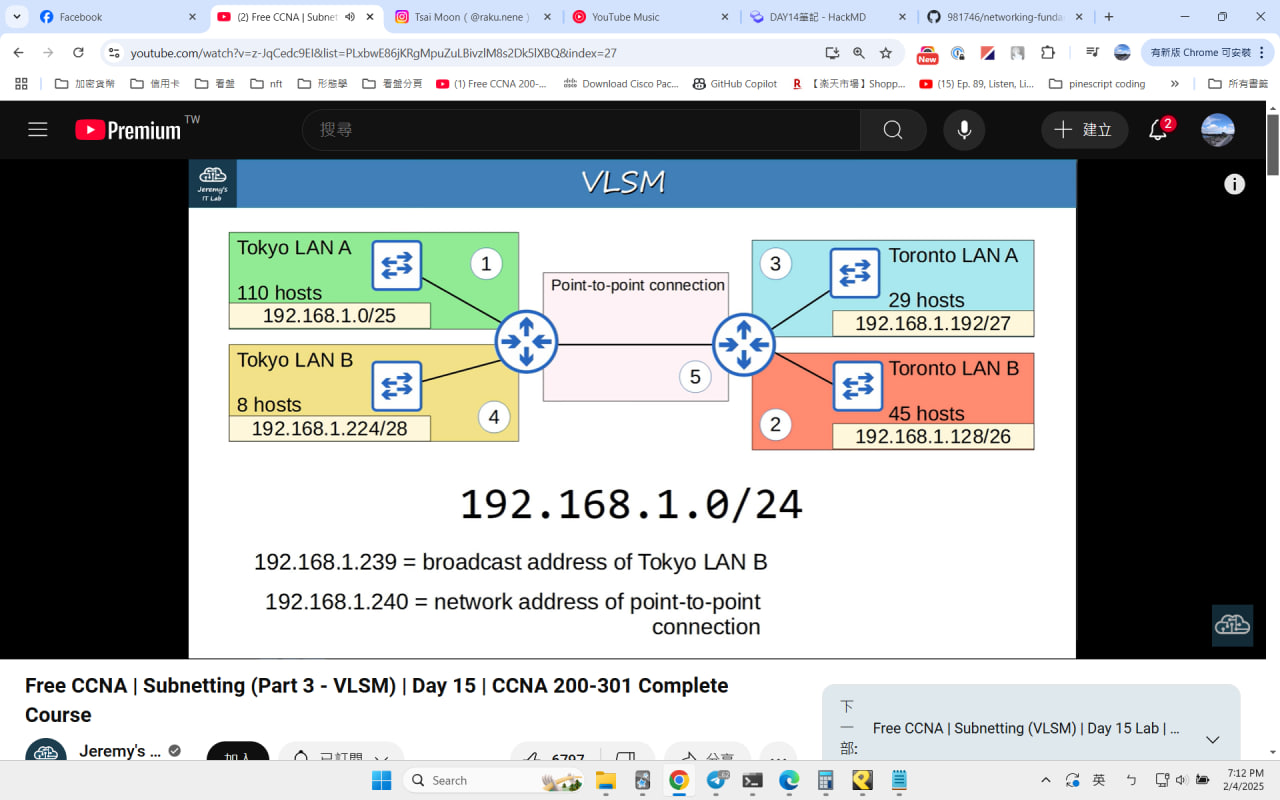 Facebook
(2) Free CCNA | Subnet
Tsai Moon（@raku.nene）
YouTube Music
DAY14筆記 - HackMD
981746/networking-funda
youtube.com/watch?v=z-JqCedc9EI&list=PLxbwE86jKRgMpuZuLBivzIM8s2Dk5lXBQ&index=27
New
有新版 Chrome 可安裝
加密貨幣
信用卡
看盤
nft
形態學
看盤分頁
(1) Free CCNA 200-...
Download Cisco Pac...
GitHub Copilot
【楽天市場】Shopp...
(15) Ep. 89, Listen, Li...
pinescript coding
所有書籤
Premium TW
搜尋
建立
2
Jeremy's
IT Lab
VLSM
Tokyo LAN A
110 hosts
192.168.1.0/25
1
Tokyo LAN B
8 hosts
192.168.1.224/28
4
Point-to-point connection
5
3
Toronto LAN A
29 hosts
192.168.1.192/27
Toronto LAN B
45 hosts
192.168.1.128/26
2
192.168.1.0/24
192.168.1.239 = broadcast address of Tokyo LAN B
192.168.1.240 = network address of point-to-point
connection
Free CCNA | Subnetting (Part 3 - VLSM) | Day 15 | CCNA 200-301 Complete
Course
Jeremy's ...
加入
已訂閱
6797
分享
下一部:
Free CCNA | Subnetting (VLSM) | Day 15 Lab | ...
Search
英
ㄅ
7:12 PM
2/4/2025